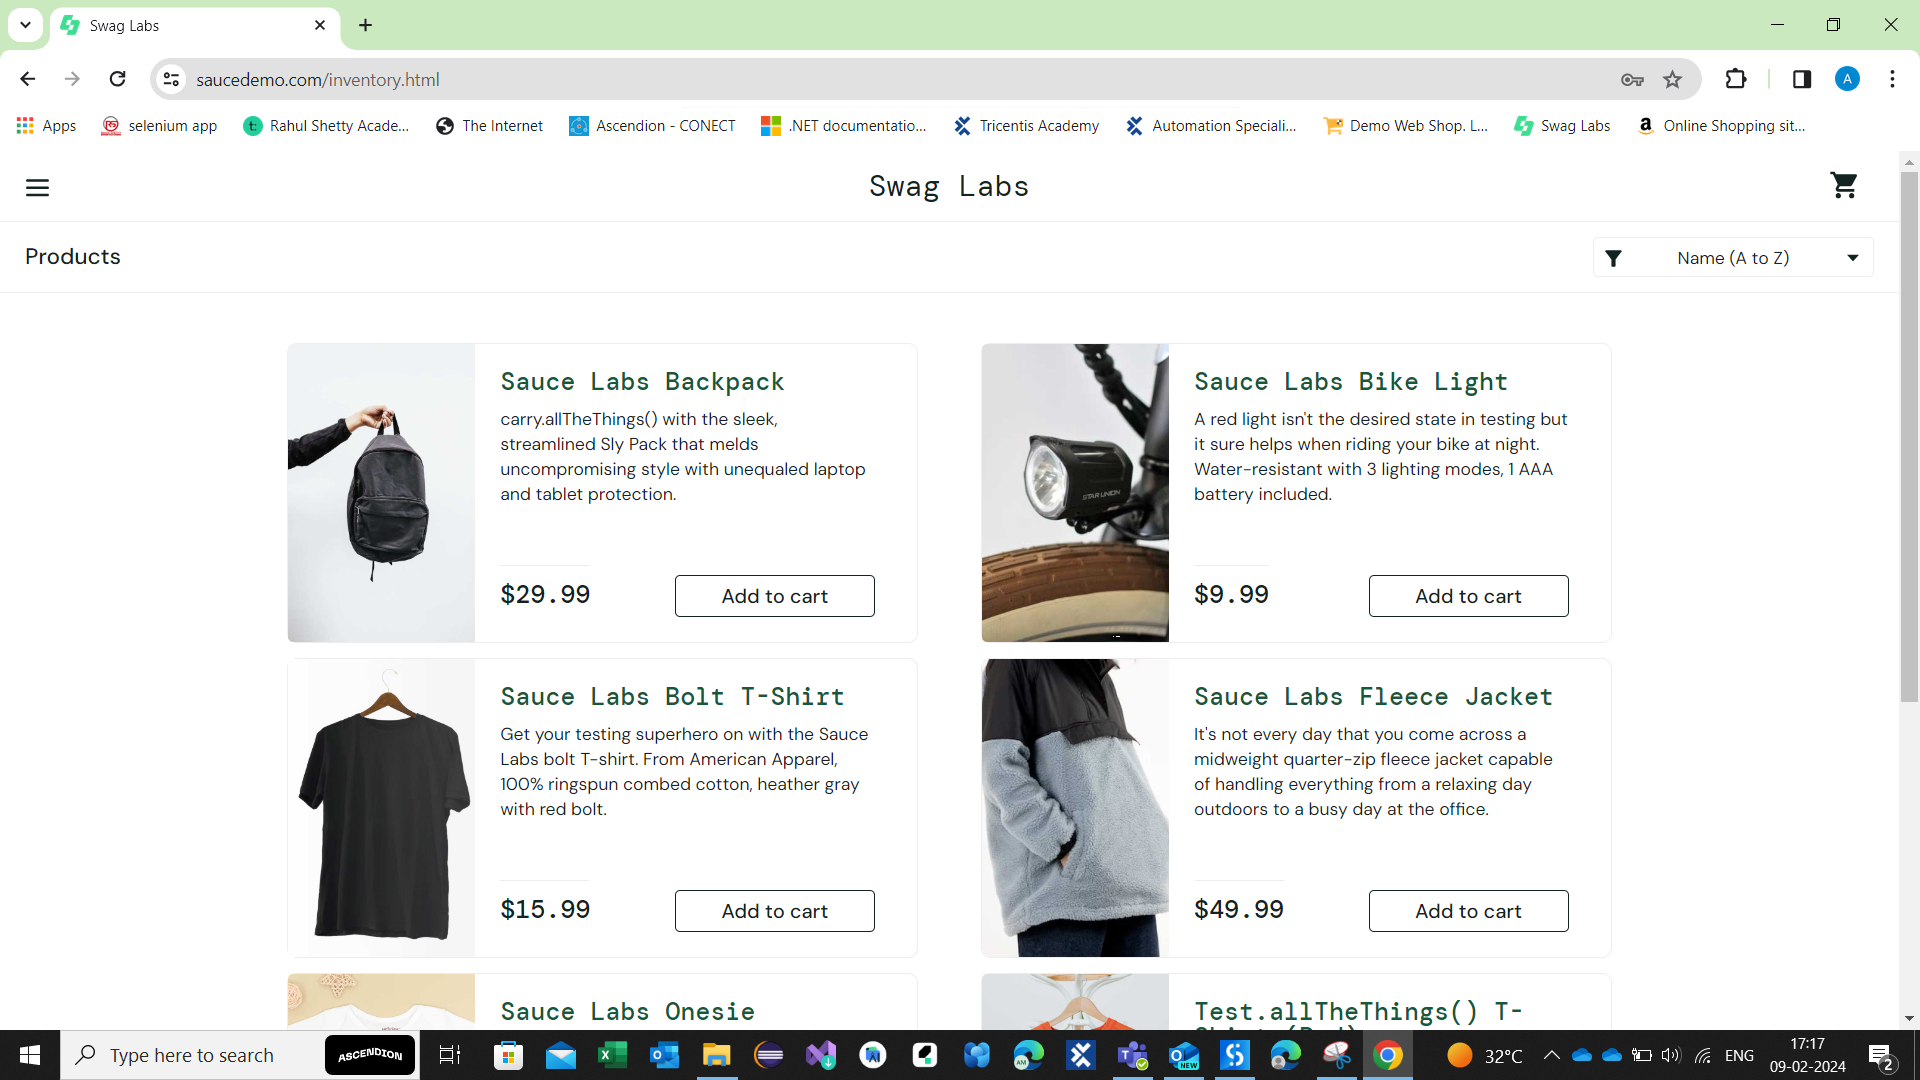 Swag Labs
saucedemo.com/inventory.html
A
Apps
selenium app
Rahul Shetty Acade...
The Internet
Ascendion - CONECT
.NET documentatio...
Tricentis Academy
Automation Speciali...
Demo Web Shop. L...
Swag Labs
Online Shopping sit...
Swag Labs
Products
Name (A to Z)
Sauce Labs Backpack
carry.allTheThings() with the sleek,
streamlined Sly Pack that melds
uncompromising style with unequaled laptop
and tablet protection.
$29.99
Add to cart
Sauce Labs Bike Light
A red light isn't the desired state in testing but
it sure helps when riding your bike at night.
Water-resistant with 3 lighting modes, 1 AAA
battery included.
STAR UNION
$9.99
Add to cart
Sauce Labs Bolt T-Shirt
Get your testing superhero on with the Sauce
Labs bolt T-shirt. From American Apparel,
100% ringspun combed cotton, heather gray
with red bolt.
$15.99
Add to cart
Sauce Labs Fleece Jacket
It's not every day that you come across a
midweight quarter-zip fleece jacket capable
of handling everything from a relaxing day
outdoors to a busy day at the office.
$49.99
Add to cart
Sauce Labs Onesie
Test.allTheThings() T-
Shirt (Red)
Type here to search
ASCENDION
NEW
32°C
ENG
17:17
09-02-2024
2